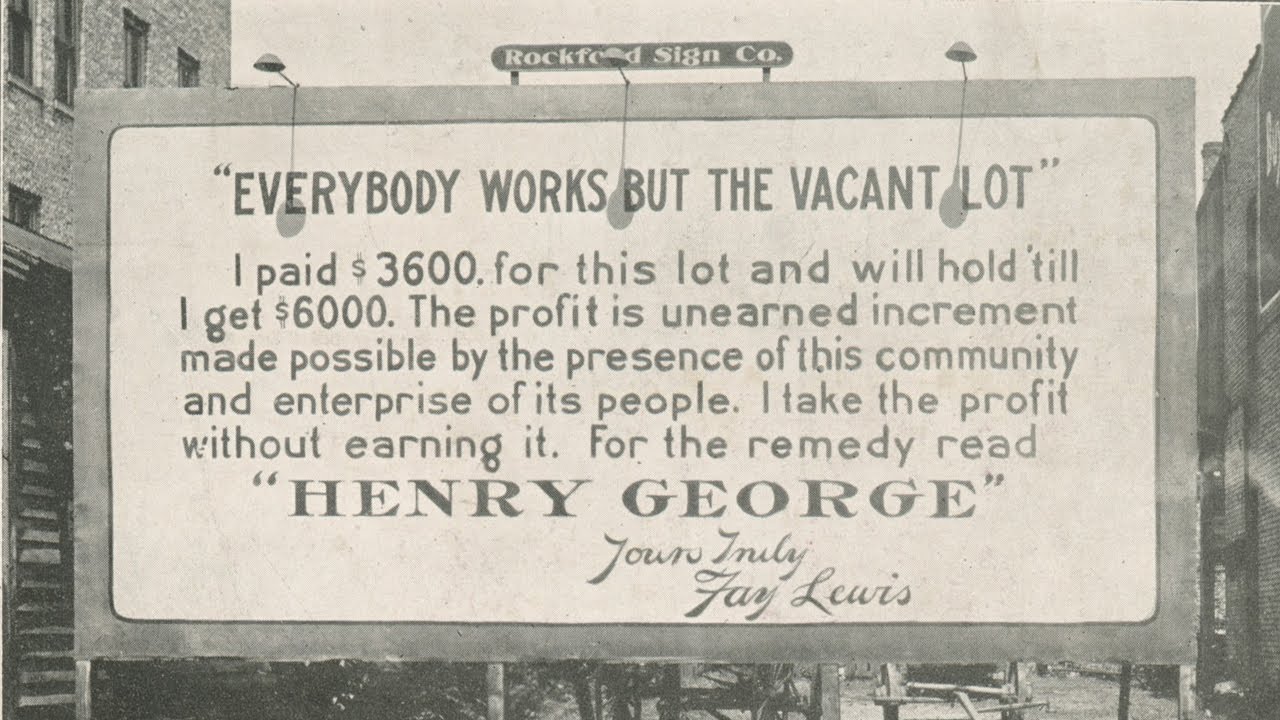 Rockford Sign Co.
"EVERYBODY WORKS BUT THE VACANT LOT"
I paid $3600. for this lot and will hold 'till
I get $6000. The profit is unearned increment
made possible by the presence of this community
and enterprise of its people. I take the profit
without earning it. For the remedy read
"HENRY GEORGE"
Yours Truly
Fay Lewis